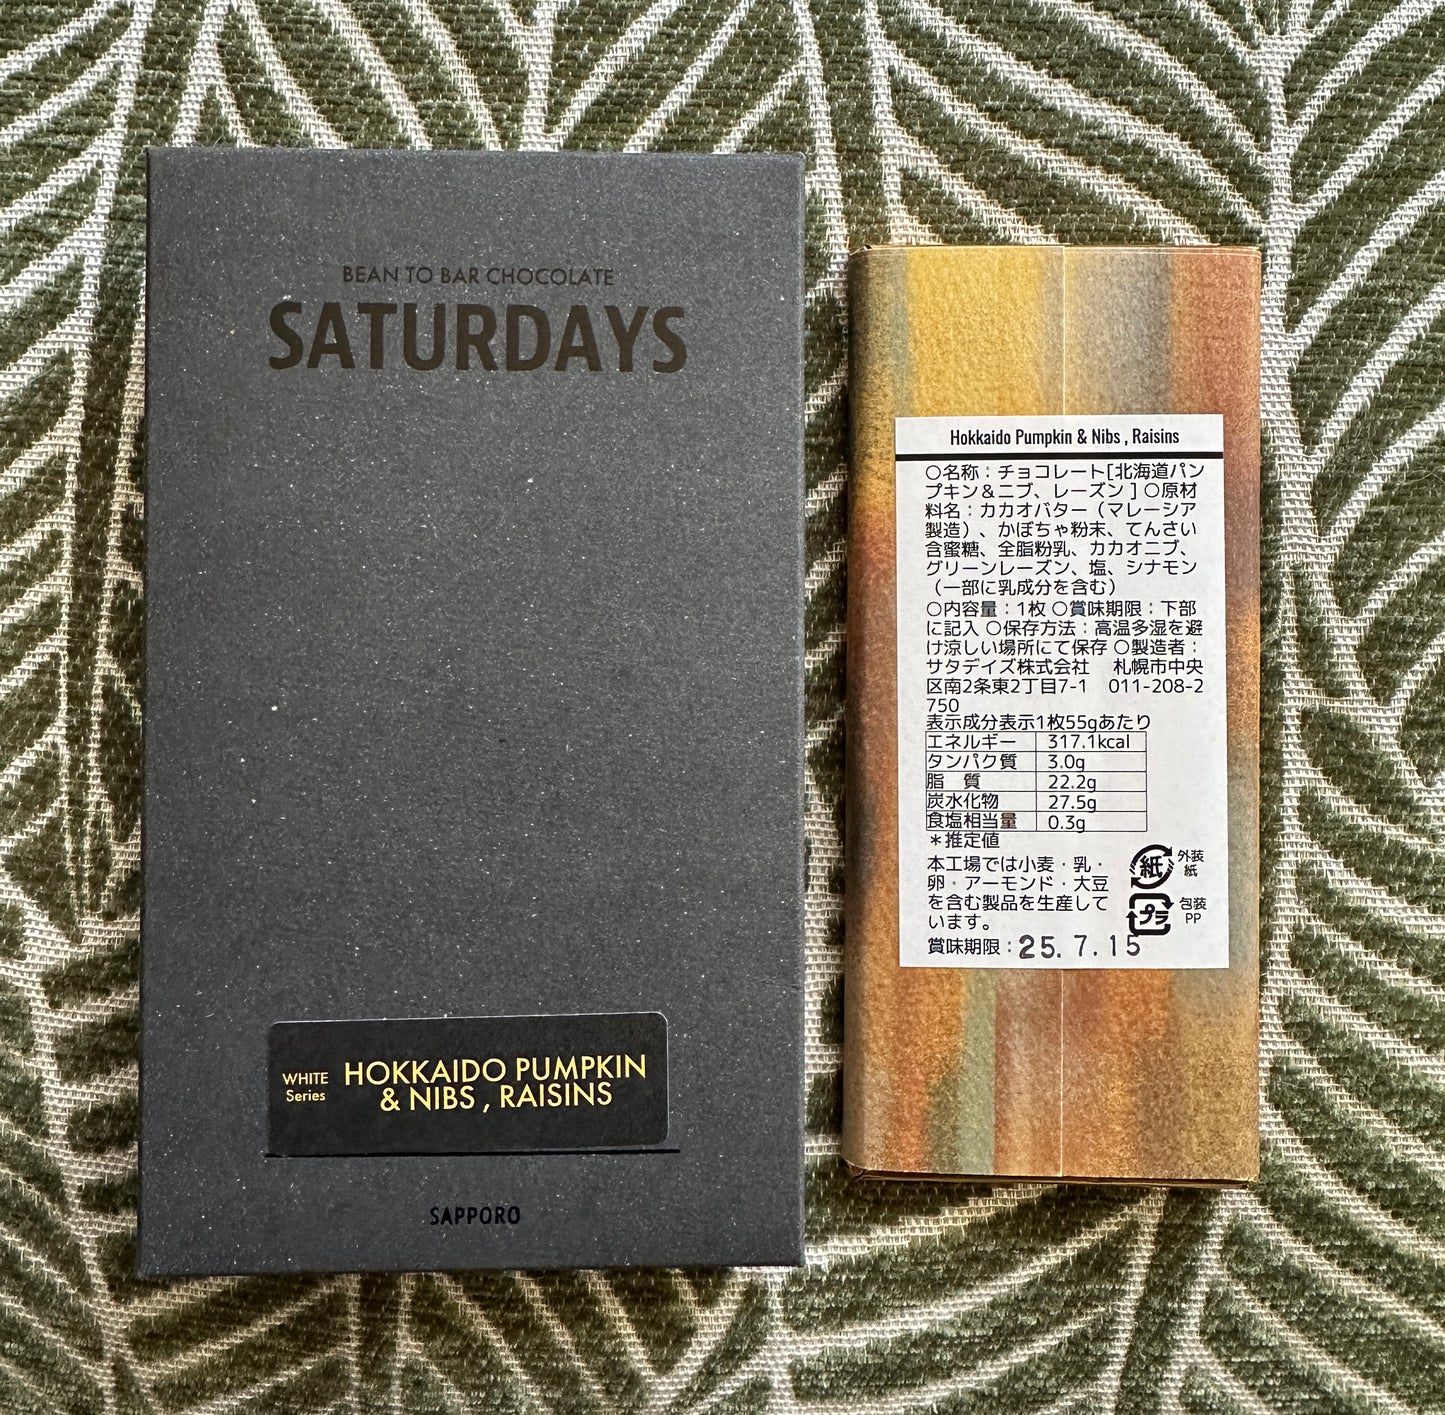 BEAN TO BAR CHOCOLATE
SATURDAYS
WHITE
Series
HOKKAIDO PUMPKIN
& NIBS , RAISINS
SAPPORO
Hokkaido Pumpkin & Nibs , Raisins
○名称：チョコレート[北海道パン
プキン＆ニブ、レーズン ] ○原材
料名：カカオバター（マレーシア
製造）、かぼちゃ粉末、てんさい
含蜜糖、全脂粉乳、カカオニブ、
グリーンレーズン、塩、シナモン
（一部に乳成分を含む）
○内容量：1枚 ○賞味期限：下部
に記入 ○保存方法：高温多湿を避
け涼しい場所にて保存 ○製造者：
サタデイズ株式会社　札幌市中央
区南2条東2丁目7-1　011-208-2
750
表示成分表示1枚55gあたり
エネルギー 317.1kcal
タンパク質 3.0g
脂　質 22.2g
炭水化物 27.5g
食塩相当量 0.3g
＊推定値
本工場では小麦・乳・
卵・アーモンド・大豆
を含む製品を生産して
います。
紙 外装
紙
プラ 包装
PP
賞味期限：25.7.15